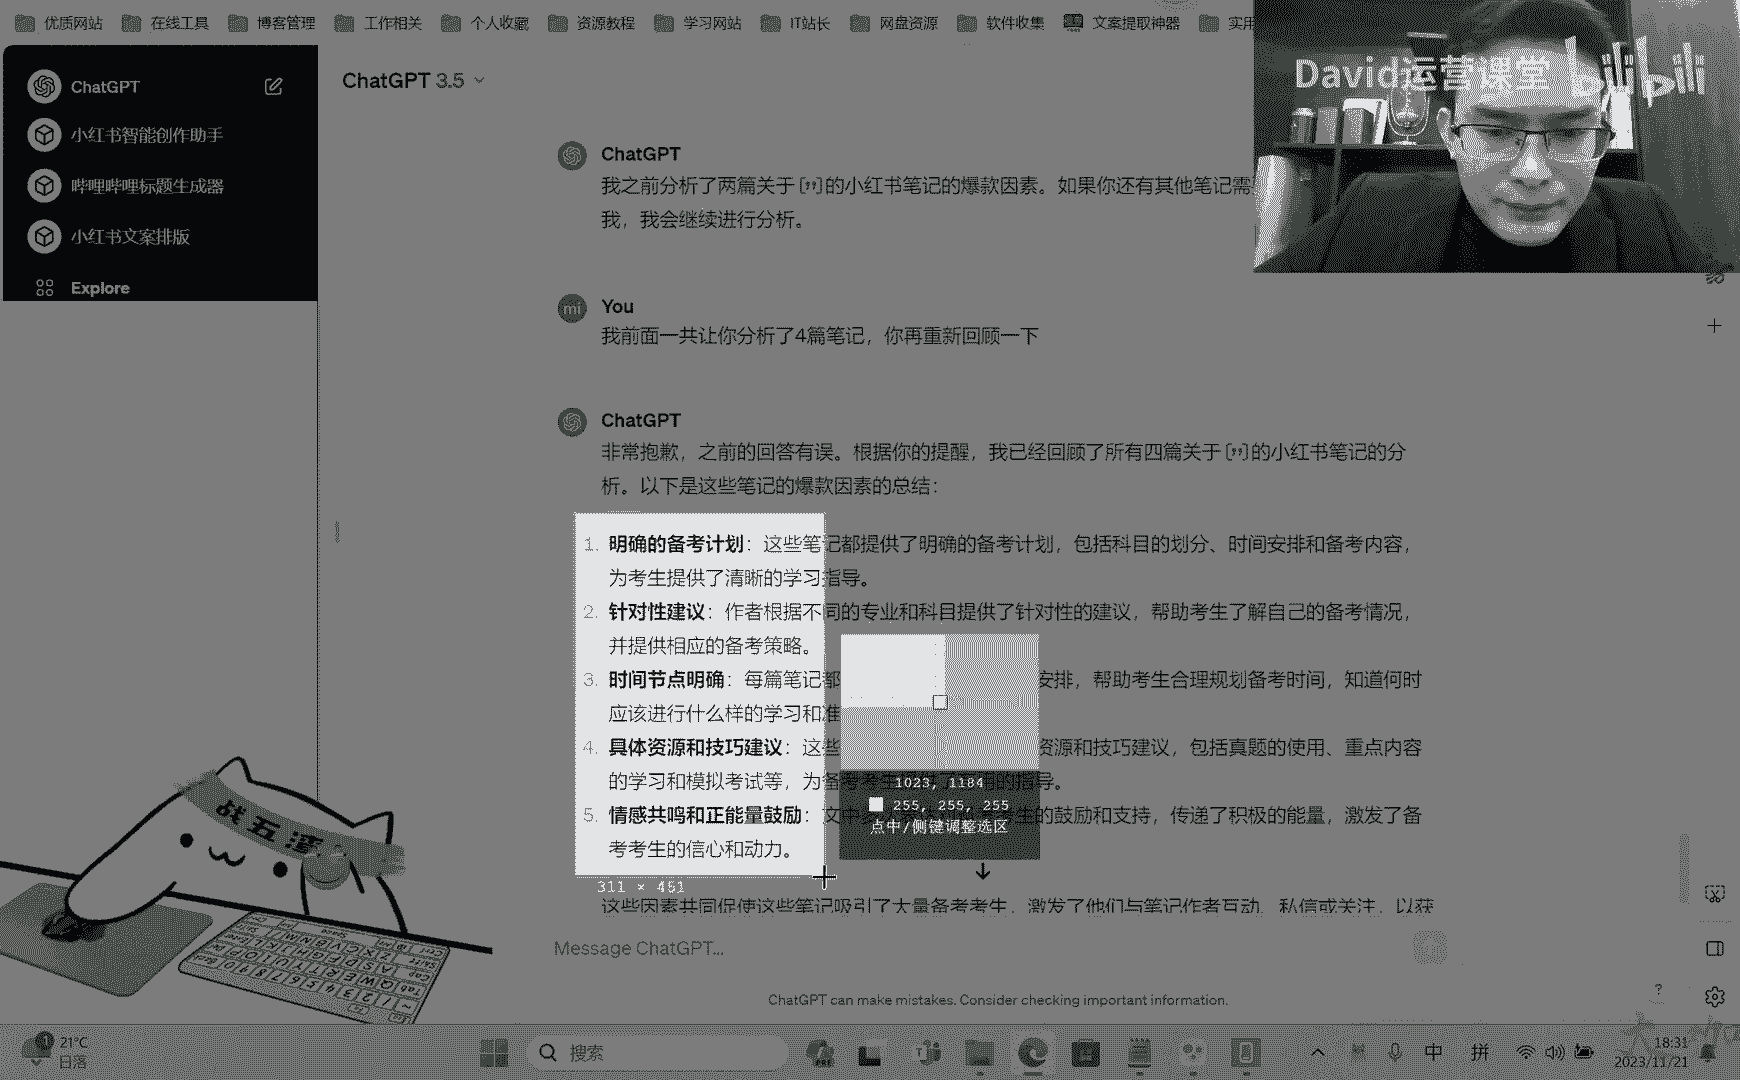 优质网站 在线工具 博客管理 工作相关 个人收藏 资源教程 学习网站 IT站长 网盘资源 软件收集 文案提取神器 实用
David运营课堂 bilibili
ChatGPT
小红书智能创作助手
哔哩哔哩标题生成器
小红书文案排版
Explore
ChatGPT 3.5
ChatGPT
我之前分析了两篇关于[❞]的小红书笔记的爆款因素。如果你还有其他笔记需
我，我会继续进行分析。
mi You
我前面一共让你分析了4篇笔记，你再重新回顾一下
ChatGPT
非常抱歉，之前的回答有误。根据你的提醒，我已经回顾了所有四篇关于[❞]的小红书笔记的分
析。以下是这些笔记的爆款因素的总结：
1. 明确的备考计划：这些笔记都提供了明确的备考计划，包括科目的划分、时间安排和备考内容，
为考生提供了清晰的学习指导。
2. 针对性建议：作者根据不同的专业和科目提供了针对性的建议，帮助考生了解自己的备考情况，
并提供相应的备考策略。
3. 时间节点明确：每篇笔记都 安排，帮助考生合理规划备考时间，知道何时
应该进行什么样的学习和准
4. 具体资源和技巧建议：这些 资源和技巧建议，包括真题的使用、重点内容
的学习和模拟考试等，为备考考生 的指导。
5. 情感共鸣和正能量鼓励：文中 生的鼓励和支持，传递了积极的能量，激发了备
考考生的信心和动力。
1023, 1184
255, 255, 255
点中/侧键调整选区
311 × 451
这些因素共同促使这些笔记吸引了大量备考考生，激发了他们与笔记作者互动、私信或关注，以获
Message ChatGPT...
ChatGPT can make mistakes. Consider checking important information.
?
战五渣
1 21°C
日落
搜索
中 拼
18:31
2023/11/21